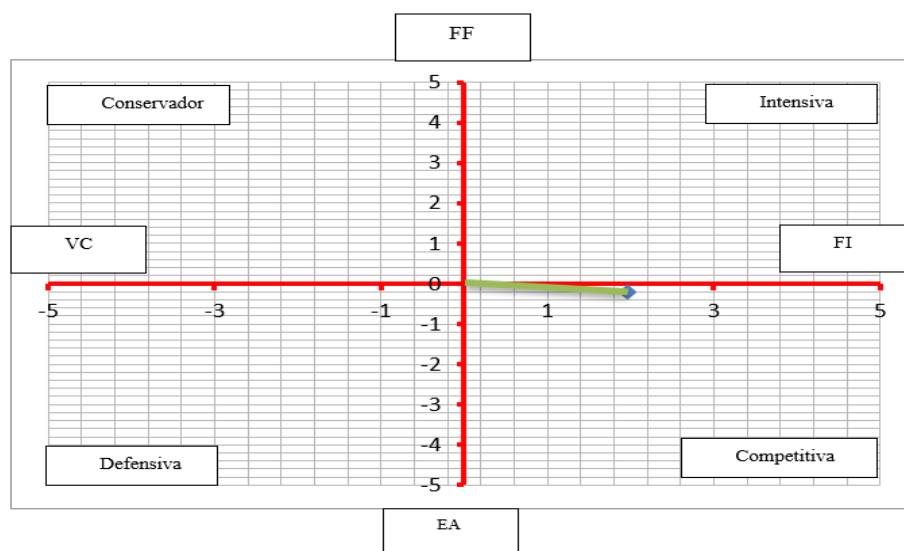 FF
Conservador
Intensiva
5
4
3
2
1
0
-1
-2
-3
-4
-5
VC
FI
-5 -3 -1 1 3 5
Defensiva
Competitiva
EA